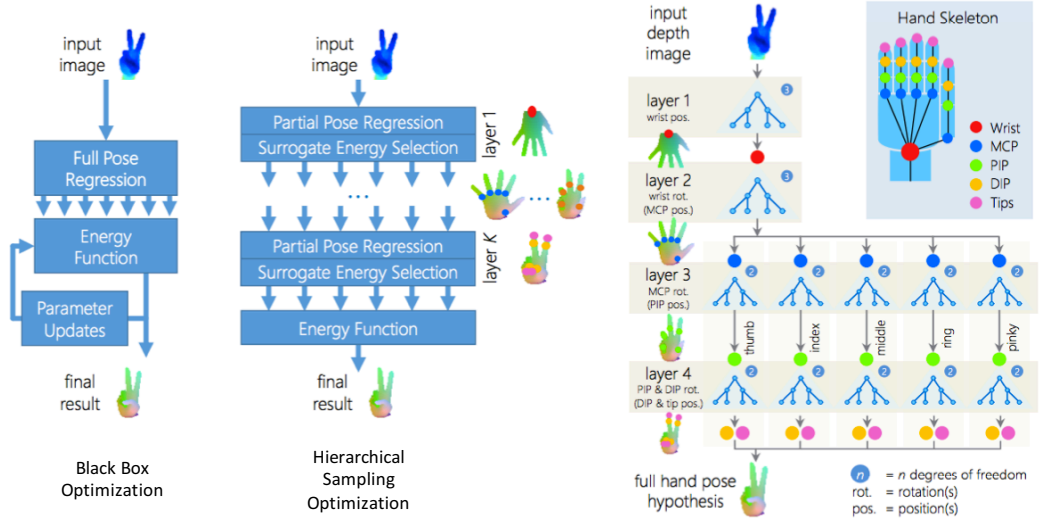 input
image
Full Pose
Regression
Energy
Function
Parameter
Updates
final
result
Black Box
Optimization
input
image
Partial Pose Regression
Surrogate Energy Selection
layer 1
...
...
Partial Pose Regression
Surrogate Energy Selection
layer K
Energy Function
final
result
Hierarchical
Sampling
Optimization
input
depth
image
layer 1
wrist pos.
3
layer 2
wrist rot.
(MCP pos.)
3
layer 3
MCP rot.
(PIP pos.)
2
2
2
2
2
thumb
index
middle
ring
pinky
layer 4
PIP & DIP rot.
(DIP & tip pos.)
2
2
2
2
2
full hand pose
hypothesis
Hand Skeleton
Wrist
MCP
PIP
DIP
Tips
n = n degrees of freedom
rot. = rotation(s)
pos. = position(s)